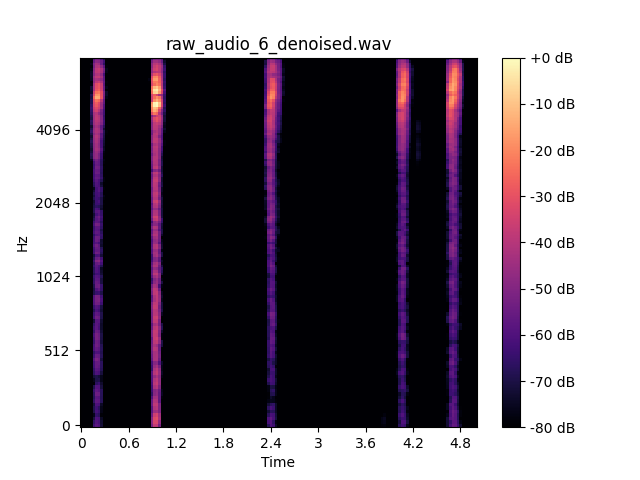 raw_audio_6_denoised.wav
+0 dB
-10 dB
-20 dB
-30 dB
-40 dB
-50 dB
-60 dB
-70 dB
-80 dB
4096
2048
1024
512
0
Hz
0 0.6 1.2 1.8 2.4 3 3.6 4.2 4.8
Time